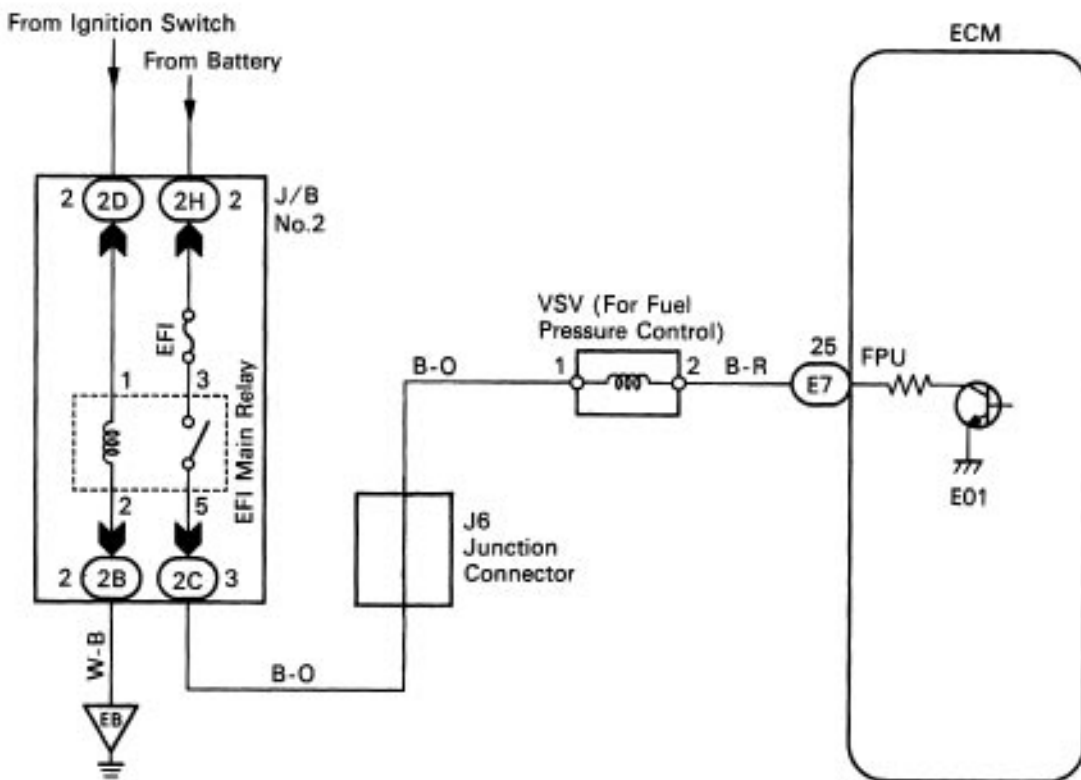 From Ignition Switch
From Battery
ECM
2 2D 2H 2
J/B
No.2
EFI
1 3
EFI Main Relay
2 5
2 2B 2C 3
W-B
EB
B-O
B-O
J6
Junction
Connector
VSV (For Fuel
Pressure Control)
1 2
B-R
25
E7
FPU
E01